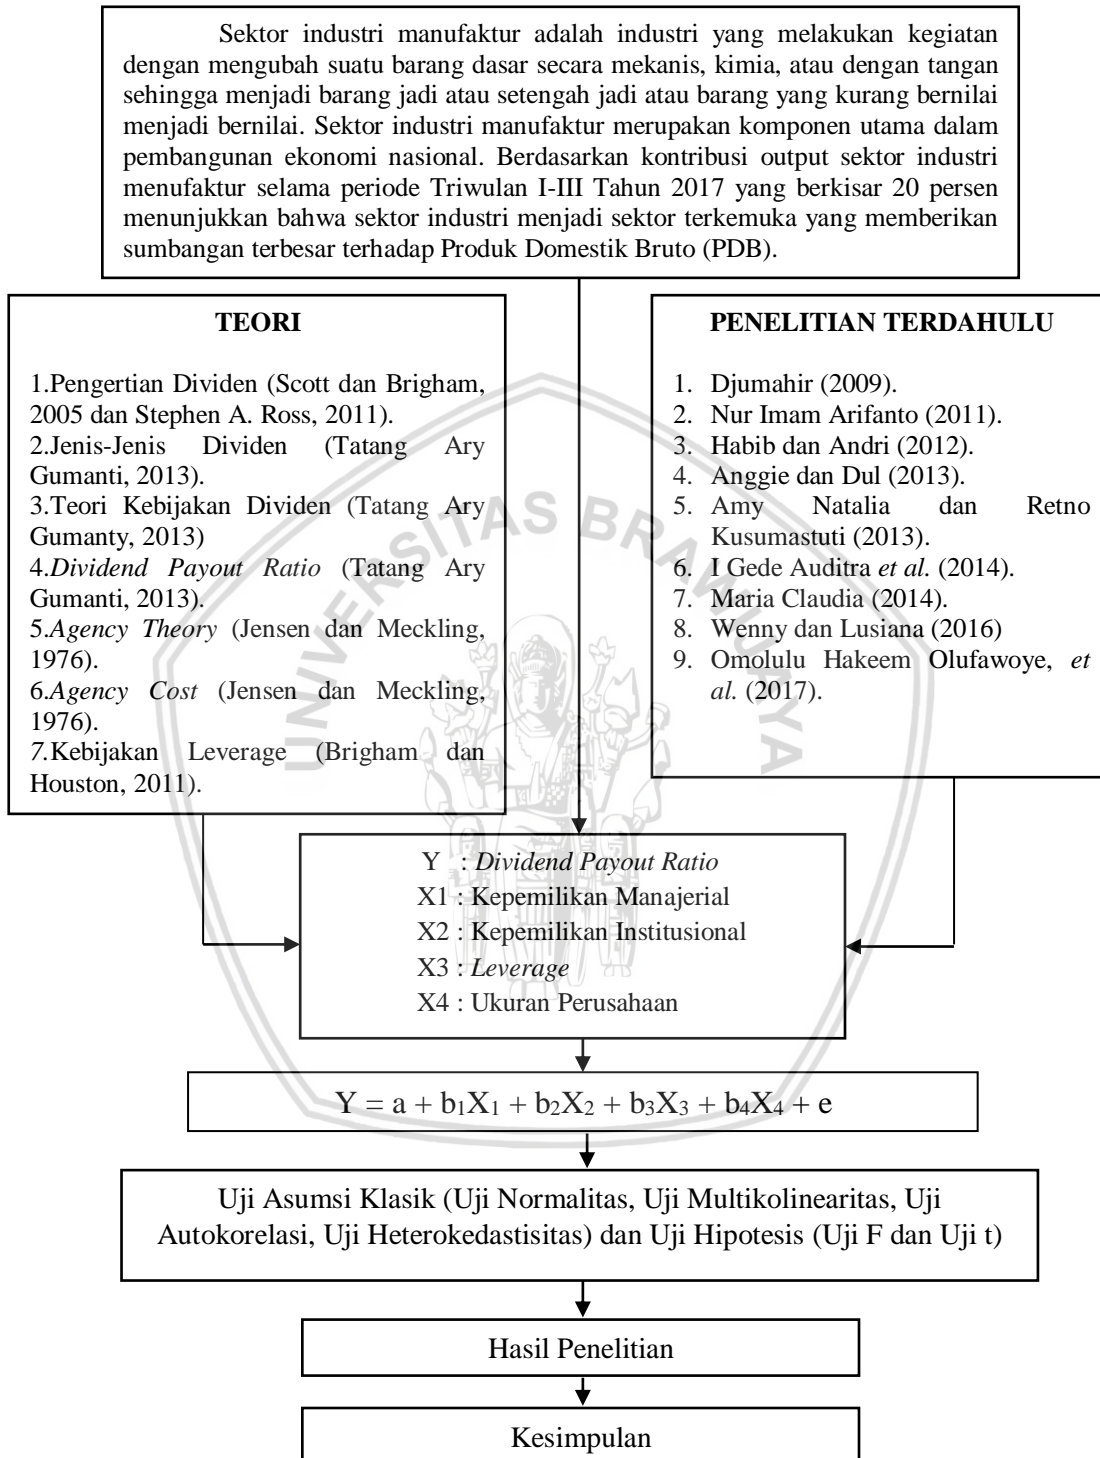 Sektor industri manufaktur adalah industri yang melakukan kegiatan
dengan mengubah suatu barang dasar secara mekanis, kimia, atau dengan tangan
sehingga menjadi barang jadi atau setengah jadi atau barang yang kurang bernilai
menjadi bernilai. Sektor industri manufaktur merupakan komponen utama dalam
pembangunan ekonomi nasional. Berdasarkan kontribusi output sektor industri
menufaktur selama periode Triwulan I-III Tahun 2017 yang berkisar 20 persen
menunjukkan bahwa sektor industri menjadi sektor terkemuka yang memberikan
sumbangan terbesar terhadap Produk Domestik Bruto (PDB).
TEORI
1.Pengertian Dividen (Scott dan Brigham,
2005 dan Stephen A. Ross, 2011).
2.Jenis-Jenis Dividen (Tatang Ary
Gumanti, 2013).
3.Teori Kebijakan Dividen (Tatang Ary
Gumanty, 2013)
4.Dividend Payout Ratio (Tatang Ary
Gumanti, 2013).
5.Agency Theory (Jensen dan Meckling,
1976).
6.Agency Cost (Jensen dan Meckling,
1976).
7.Kebijakan Leverage (Brigham dan
Houston, 2011).
PENELITIAN TERDAHULU
1. Djumahir (2009).
2. Nur Imam Arifanto (2011).
3. Habib dan Andri (2012).
4. Anggie dan Dul (2013).
5. Amy Natalia dan Retno
Kusumastuti (2013).
6. I Gede Auditra et al. (2014).
7. Maria Claudia (2014).
8. Wenny dan Lusiana (2016)
9. Omolulu Hakeem Olufawoye, et
al. (2017).
UNIVERSITAS BRAWIJAYA
Y : Dividend Payout Ratio
X1 : Kepemilikan Manajerial
X2 : Kepemilikan Institusional
X3 : Leverage
X4 : Ukuran Perusahaan
Y = a + b₁X₁ + b₂X₂ + b₃X₃ + b₄X₄ + e
Uji Asumsi Klasik (Uji Normalitas, Uji Multikolinearitas, Uji
Autokorelasi, Uji Heterokedastisitas) dan Uji Hipotesis (Uji F dan Uji t)
Hasil Penelitian
Kesimpulan